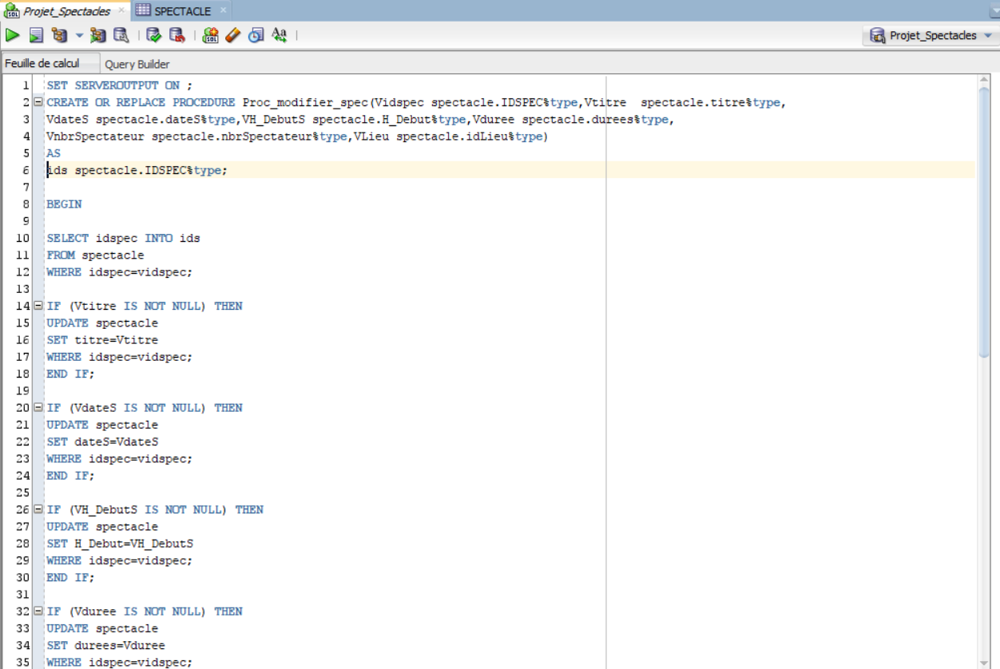 Projet_Spectacles
SPECTACLE
SQL
Aa
Projet_Spectacles
Feuille de calcul
Query Builder
1 SET SERVEROUTPUT ON ;
2 CREATE OR REPLACE PROCEDURE Proc_modifier_spec(Vidspec spectacle.IDSPEC%type,Vtitre  spectacle.titre%type,
3 VdateS spectacle.dateS%type,VH_DebutS spectacle.H_Debut%type,Vduree spectacle.durees%type,
4 VnbrSpectateur spectacle.nbrSpectateur%type,VLieu spectacle.idLieu%type)
5 AS
6 ids spectacle.IDSPEC%type;
7
8 BEGIN
9
10 SELECT idspec INTO ids
11 FROM spectacle
12 WHERE idspec=vidspec;
13
14 IF (Vtitre IS NOT NULL) THEN
15 UPDATE spectacle
16 SET titre=Vtitre
17 WHERE idspec=vidspec;
18 END IF;
19
20 IF (VdateS IS NOT NULL) THEN
21 UPDATE spectacle
22 SET dateS=VdateS
23 WHERE idspec=vidspec;
24 END IF;
25
26 IF (VH_DebutS IS NOT NULL) THEN
27 UPDATE spectacle
28 SET H_Debut=VH_DebutS
29 WHERE idspec=vidspec;
30 END IF;
31
32 IF (Vduree IS NOT NULL) THEN
33 UPDATE spectacle
34 SET durees=Vduree
35 WHERE idspec=vidspec;